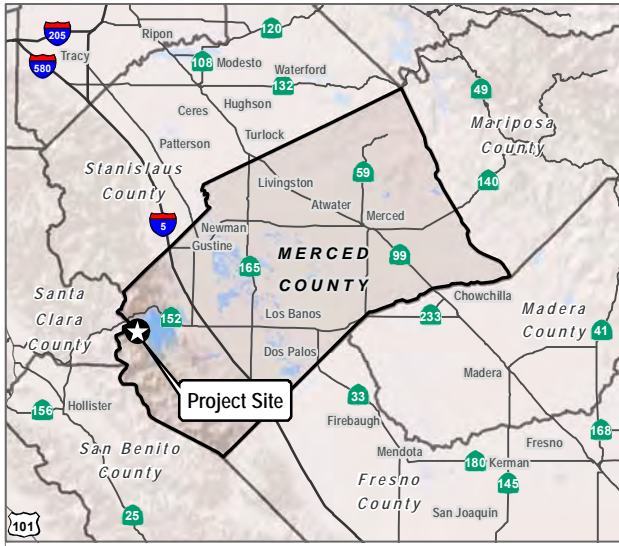 205
Ripon
120
Tracy
580
108
Modesto
Waterford
132
Ceres
Hughson
49
Patterson
Turlock
Mariposa
County
Stanislaus
County
Livingston
59
140
Atwater
Merced
5
Newman
Gustine
MERCED
COUNTY
165
99
Santa
Clara
County
152
Los Banos
Chowchilla
233
Madera
County
41
Dos Palos
Project Site
Madera
33
Firebaugh
156
Hollister
San Benito
County
168
Mendota
Fresno
180
Kerman
Fresno
County
145
25
San Joaquin
101